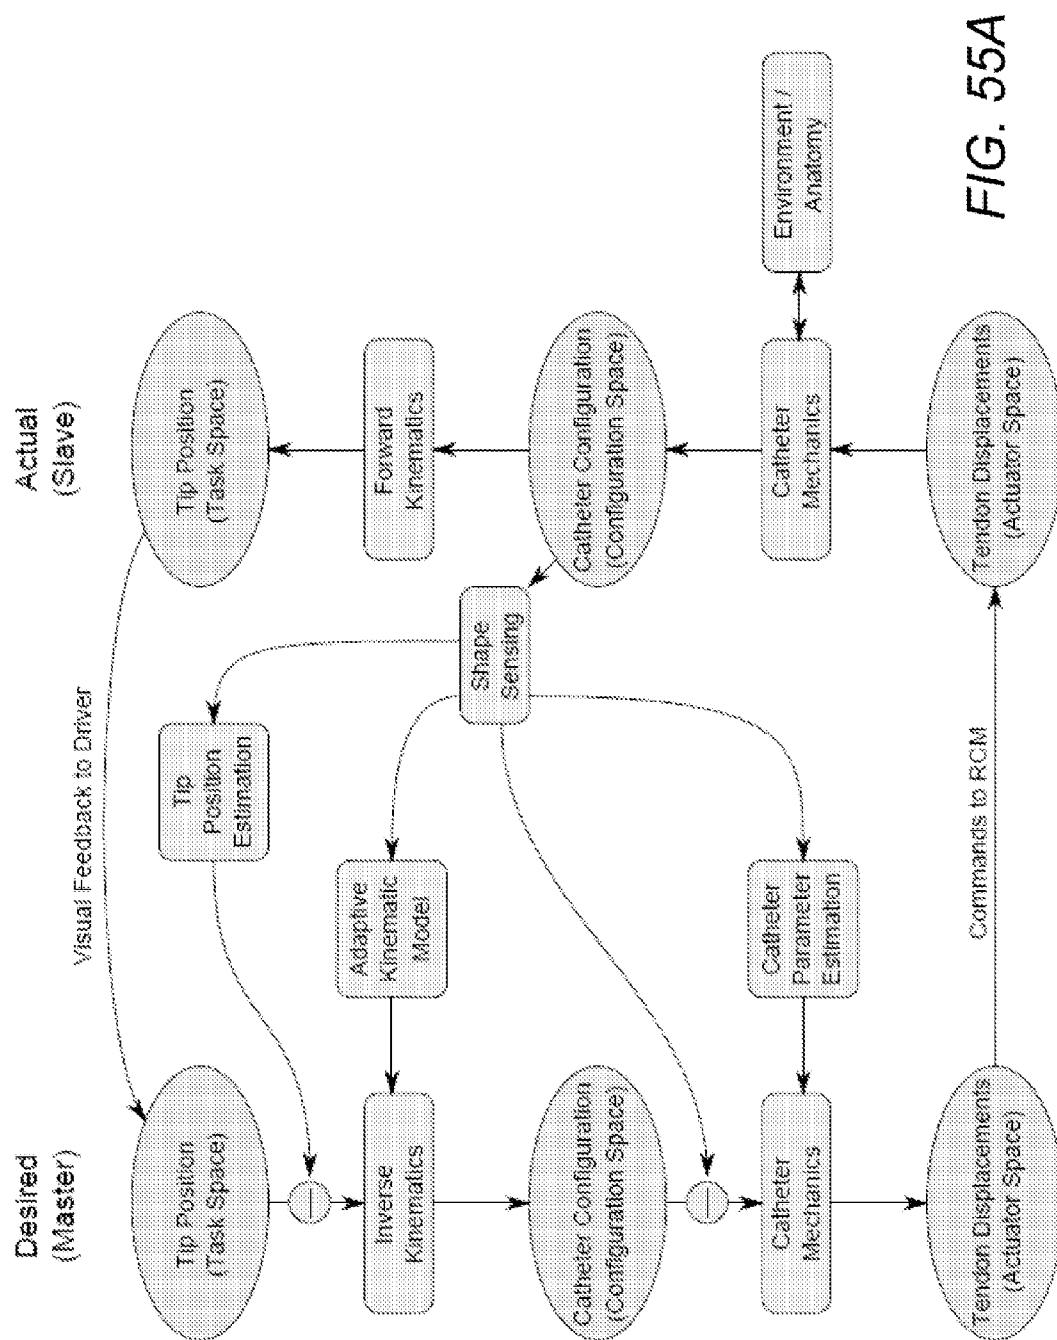 Desired
(Master)
Actual
(Slave)
Visual Feedback to Driver
Tip Position
(Task Space)
Tip
Position
Estimation
Tip Position
(Task Space)
Inverse
Kinematics
Adaptive
Kinematic
Model
Forward
Kinematics
Shape
Sensing
Catheter Configuration
(Configuration Space)
Catheter Configuration
(Configuration Space)
Catheter
Mechanics
Catheter
Parameter
Estimation
Catheter
Mechanics
Environment /
Anatomy
Tendon Displacements
(Actuator Space)
Commands to RCM
Tendon Displacements
(Actuator Space)
FIG. 55A